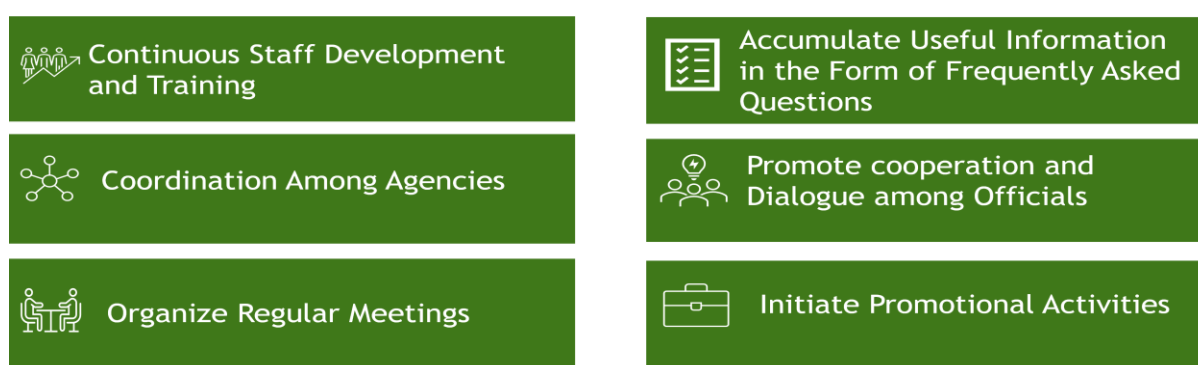 Continuous Staff Development
and Training
Coordination Among Agencies
Organize Regular Meetings
Accumulate Useful Information
in the Form of Frequently Asked
Questions
Promote cooperation and
Dialogue among Officials
Initiate Promotional Activities